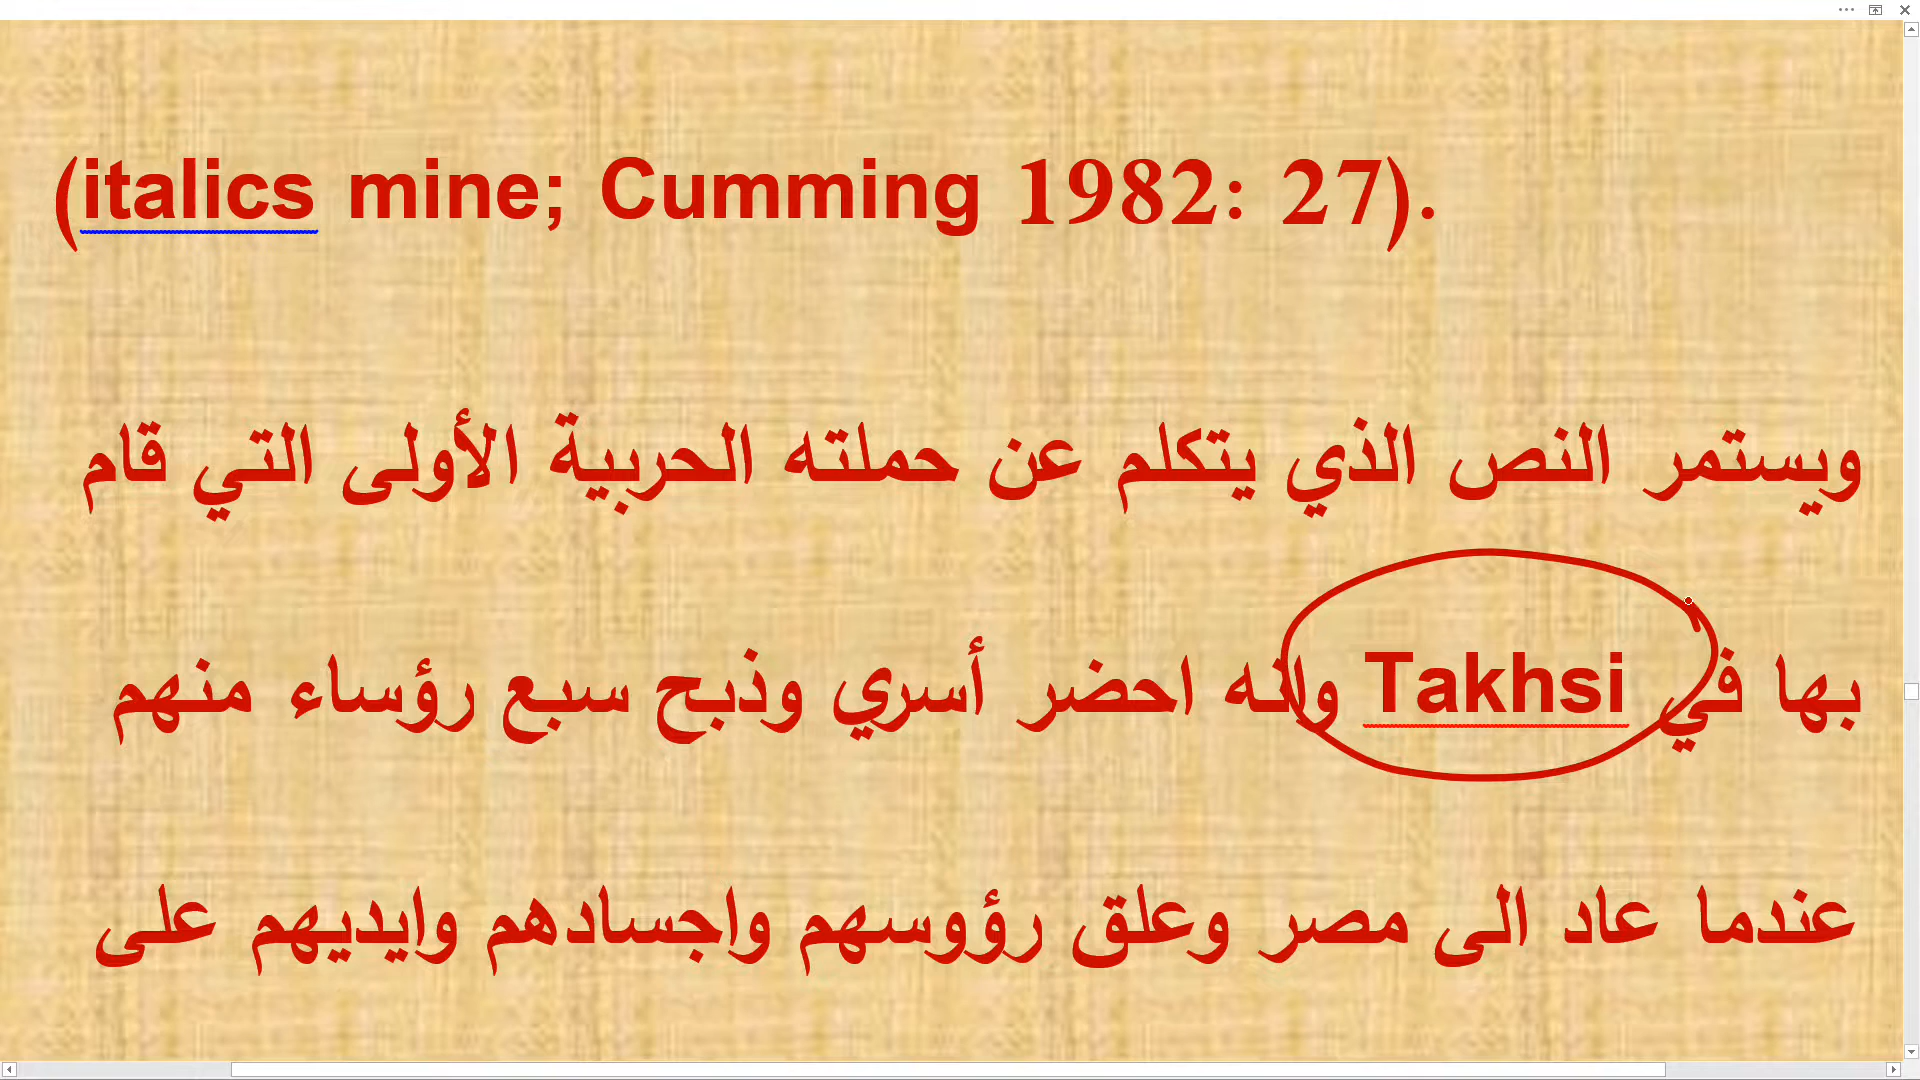 (italics mine; Cumming 1982: 27).
ويستمر النص الذي يتكلم عن حملته الحربية الأولى التي قام
بها في Takhsi وانه احضر أسري وذبح سبع رؤساء منهم
عندما عاد الى مصر وعلق رؤوسهم واجسادهم وايديهم على